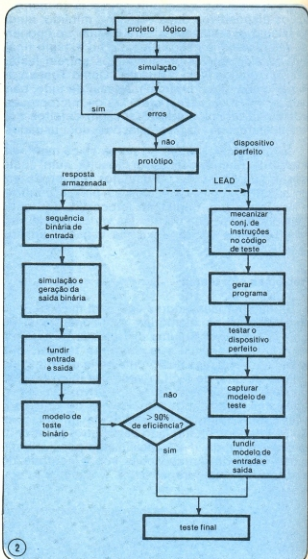 projeto lógico
simulação
sim
erros
não
protótipo
dispositivo
perfeito
resposta
armazenada
LEAD
sequência
binária de
entrada
simulação e
geração da
saída binária
fundir
entrada
e saída
modelo de
teste
binário
não
> 90%
de eficiência?
sim
mecanizar
conj. de
instruções
no código
de teste
gerar
programa
testar o
dispositivo
perfeito
capturar
modelo de
teste
fundir
modelo de
entrada e
saída
teste final
2